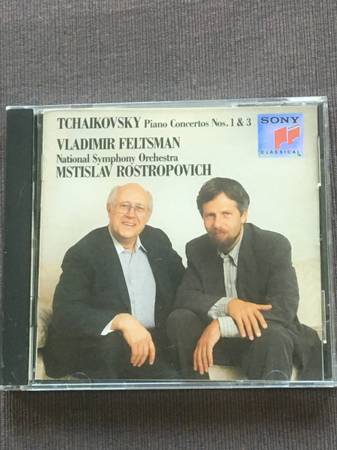 TCHAIKOVSKY Piano Concertos Nos. 1 & 3
VLADIMIR FELTSMAN
National Symphony Orchestra
MSTISLAV ROSTROPOVICH
SONY
CLASSICAL